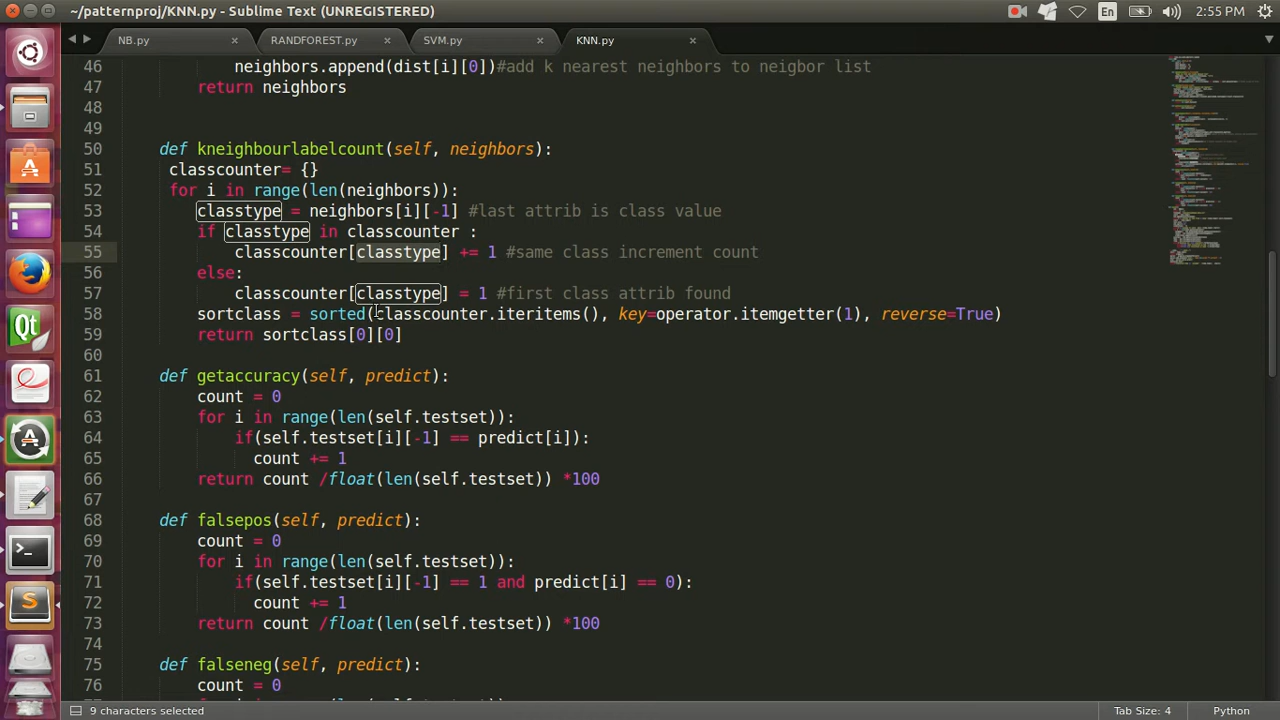 ~/patternproj/KNN.py - Sublime Text (UNREGISTERED)
En
2:55 PM
NB.py
RANDFOREST.py
SVM.py
KNN.py
46 neighbors.append(dist[i][0])#add k nearest neighbors to neigbor list
47 return neighbors
48
49
50 def kneighbourlabelcount(self, neighbors):
51 classcounter= {}
52 for i in range(len(neighbors)):
53 classtype = neighbors[i][-1] #last attrib is class value
54 if classtype in classcounter :
55 classcounter[classtype] += 1 #same class increment count
56 else:
57 classcounter[classtype] = 1 #first class attrib found
58 sortclass = sorted(classcounter.iteritems(), key=operator.itemgetter(1), reverse=True)
59 return sortclass[0][0]
60
61 def getaccuracy(self, predict):
62 count = 0
63 for i in range(len(self.testset)):
64 if(self.testset[i][-1] == predict[i]):
65 count += 1
66 return count /float(len(self.testset)) *100
67
68 def falsepos(self, predict):
69 count = 0
70 for i in range(len(self.testset)):
71 if(self.testset[i][-1] == 1 and predict[i] == 0):
72 count += 1
73 return count /float(len(self.testset)) *100
74
75 def falseneg(self, predict):
76 count = 0
9 characters selected
Tab Size: 4
Python